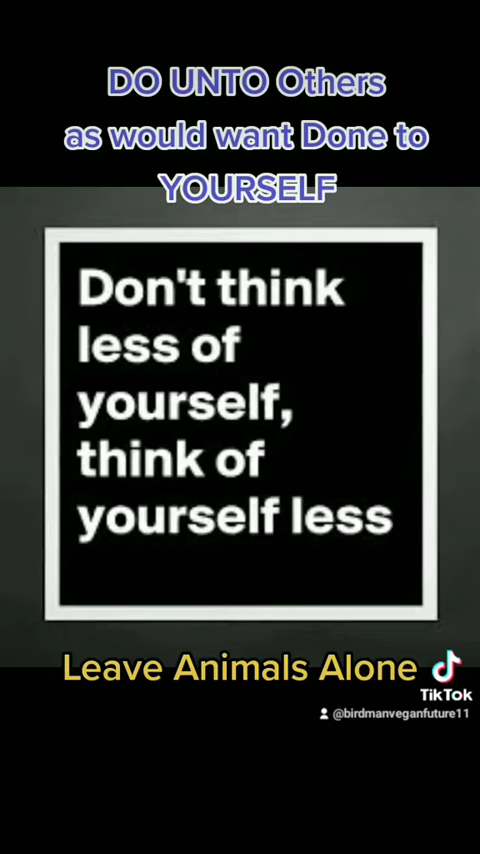 DO UNTO Others
as would want Done to
YOURSELF
Don't think
less of
yourself,
think of
yourself less
Leave Animals Alone
TikTok
@birdmanveganfuture11